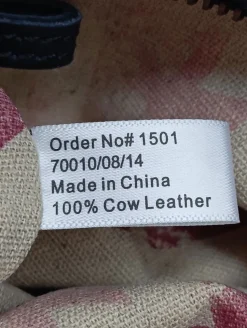 Order No# 1501
70010/08/14
Made in China
100% Cow Leather